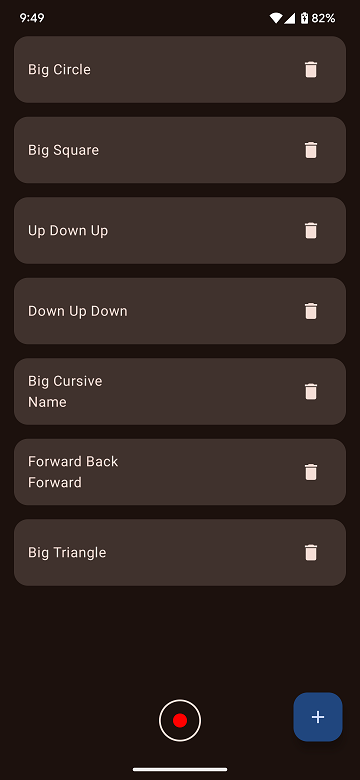 9:49
82%
Big Circle
Big Square
Up Down Up
Down Up Down
Big Cursive
Name
Forward Back
Forward
Big Triangle